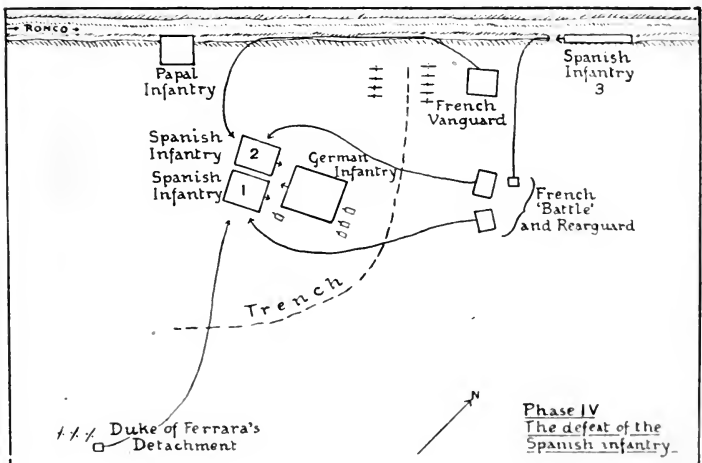 RONCO
Papal
Infantry
French
Vanguard
Spanish
Infantry
3
Spanish
Infantry
2
German
Infantry
Spanish
Infantry
1
French
'Battle'
and Rearguard
Trench
Duke of Ferrara's
Detachment
N
Phase IV
The defeat of the
Spanish infantry